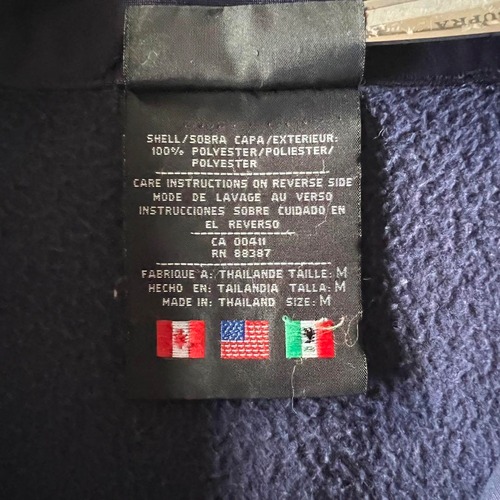 SHELL/SOBRA CAPA/EXTERIEUR:
100% POLYESTER/POLIESTER/
POLYESTER
CARE INSTRUCTIONS ON REVERSE SIDE
MODE DE LAVAGE AU VERSO
INSTRUCCIONES SOBRE CUIDADO EN
EL REVERSO
CA 00411
RN 88387
FABRIQUE A: THAILANDE TAILLE: M
HECHO EN: TAILANDIA TALLA: M
MADE IN: THAILAND SIZE: M